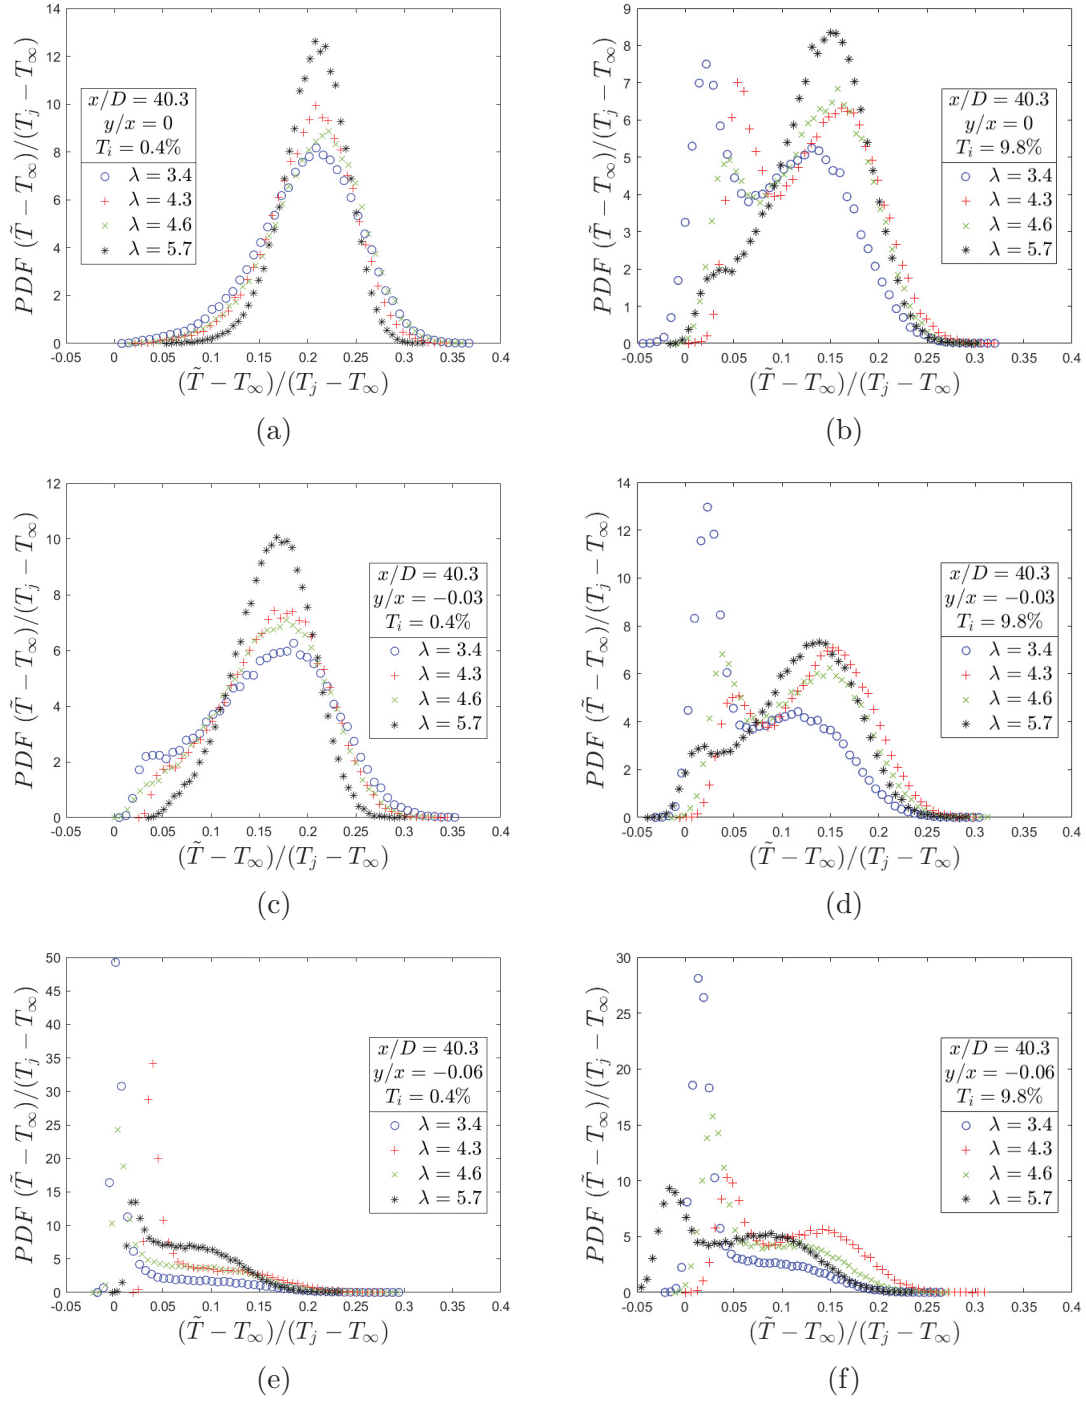 14
12
10
8
6
4
2
0
-0.05 0 0.05 0.1 0.15 0.2 0.25 0.3 0.35 0.4
PDF (T̃ − T∞)/(Tj − T∞)
(T̃ − T∞)/(Tj − T∞)
x/D = 40.3
y/x = 0
Ti = 0.4%
λ = 3.4
λ = 4.3
λ = 4.6
λ = 5.7
(a)
9
8
7
6
5
4
3
2
1
0
-0.05 0 0.05 0.1 0.15 0.2 0.25 0.3 0.35 0.4
PDF (T̃ − T∞)/(Tj − T∞)
(T̃ − T∞)/(Tj − T∞)
x/D = 40.3
y/x = 0
Ti = 9.8%
λ = 3.4
λ = 4.3
λ = 4.6
λ = 5.7
(b)
12
10
8
6
4
2
0
-0.05 0 0.05 0.1 0.15 0.2 0.25 0.3 0.35 0.4
PDF (T̃ − T∞)/(Tj − T∞)
(T̃ − T∞)/(Tj − T∞)
x/D = 40.3
y/x = −0.03
Ti = 0.4%
λ = 3.4
λ = 4.3
λ = 4.6
λ = 5.7
(c)
14
12
10
8
6
4
2
0
-0.05 0 0.05 0.1 0.15 0.2 0.25 0.3 0.35 0.4
PDF (T̃ − T∞)/(Tj − T∞)
(T̃ − T∞)/(Tj − T∞)
x/D = 40.3
y/x = −0.03
Ti = 9.8%
λ = 3.4
λ = 4.3
λ = 4.6
λ = 5.7
(d)
50
45
40
35
30
25
20
15
10
5
0
-0.05 0 0.05 0.1 0.15 0.2 0.25 0.3 0.35 0.4
PDF (T̃ − T∞)/(Tj − T∞)
(T̃ − T∞)/(Tj − T∞)
x/D = 40.3
y/x = −0.06
Ti = 0.4%
λ = 3.4
λ = 4.3
λ = 4.6
λ = 5.7
(e)
30
25
20
15
10
5
0
-0.05 0 0.05 0.1 0.15 0.2 0.25 0.3 0.35 0.4
PDF (T̃ − T∞)/(Tj − T∞)
(T̃ − T∞)/(Tj − T∞)
x/D = 40.3
y/x = −0.06
Ti = 9.8%
λ = 3.4
λ = 4.3
λ = 4.6
λ = 5.7
(f)